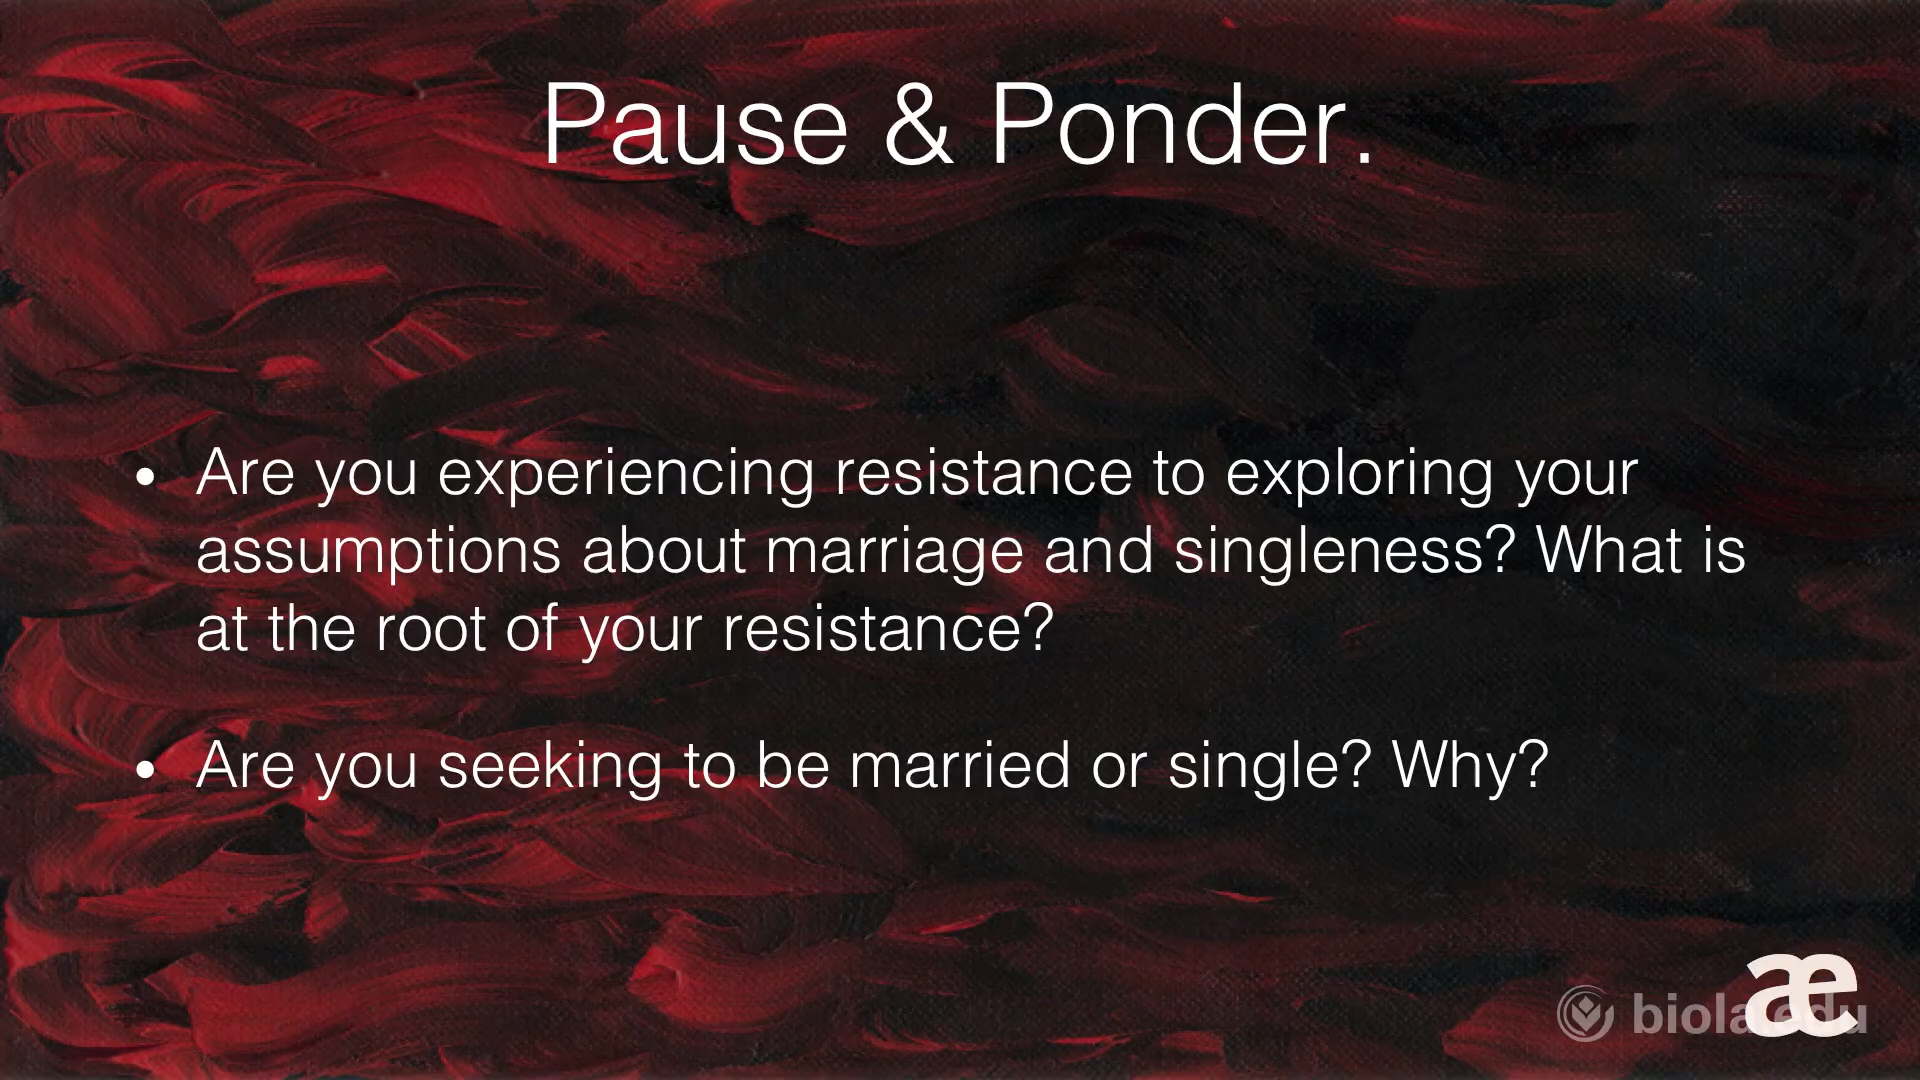 Pause & Ponder.
• Are you experiencing resistance to exploring your
assumptions about marriage and singleness? What is
at the root of your resistance?
• Are you seeking to be married or single? Why?
æ
biola.edu